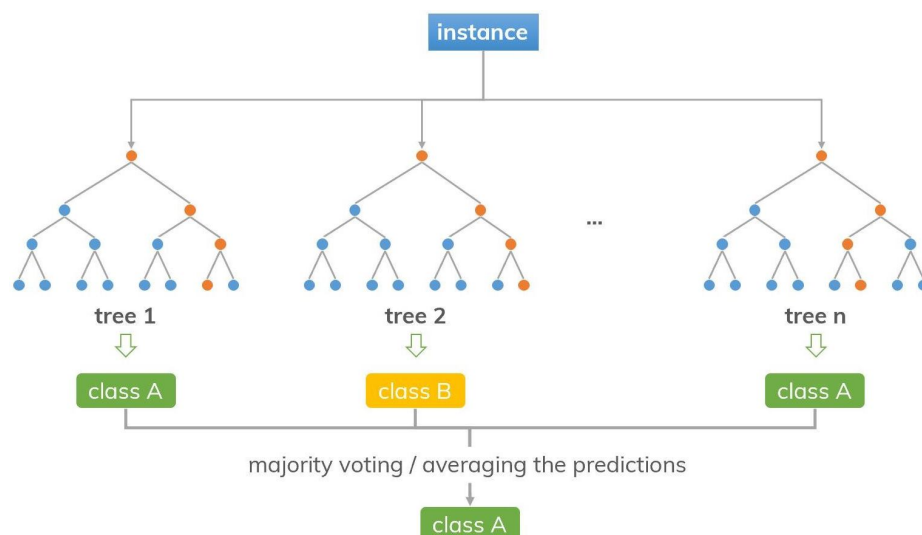 instance
...
tree 1
tree 2
tree n
class A
class B
class A
majority voting / averaging the predictions
class A